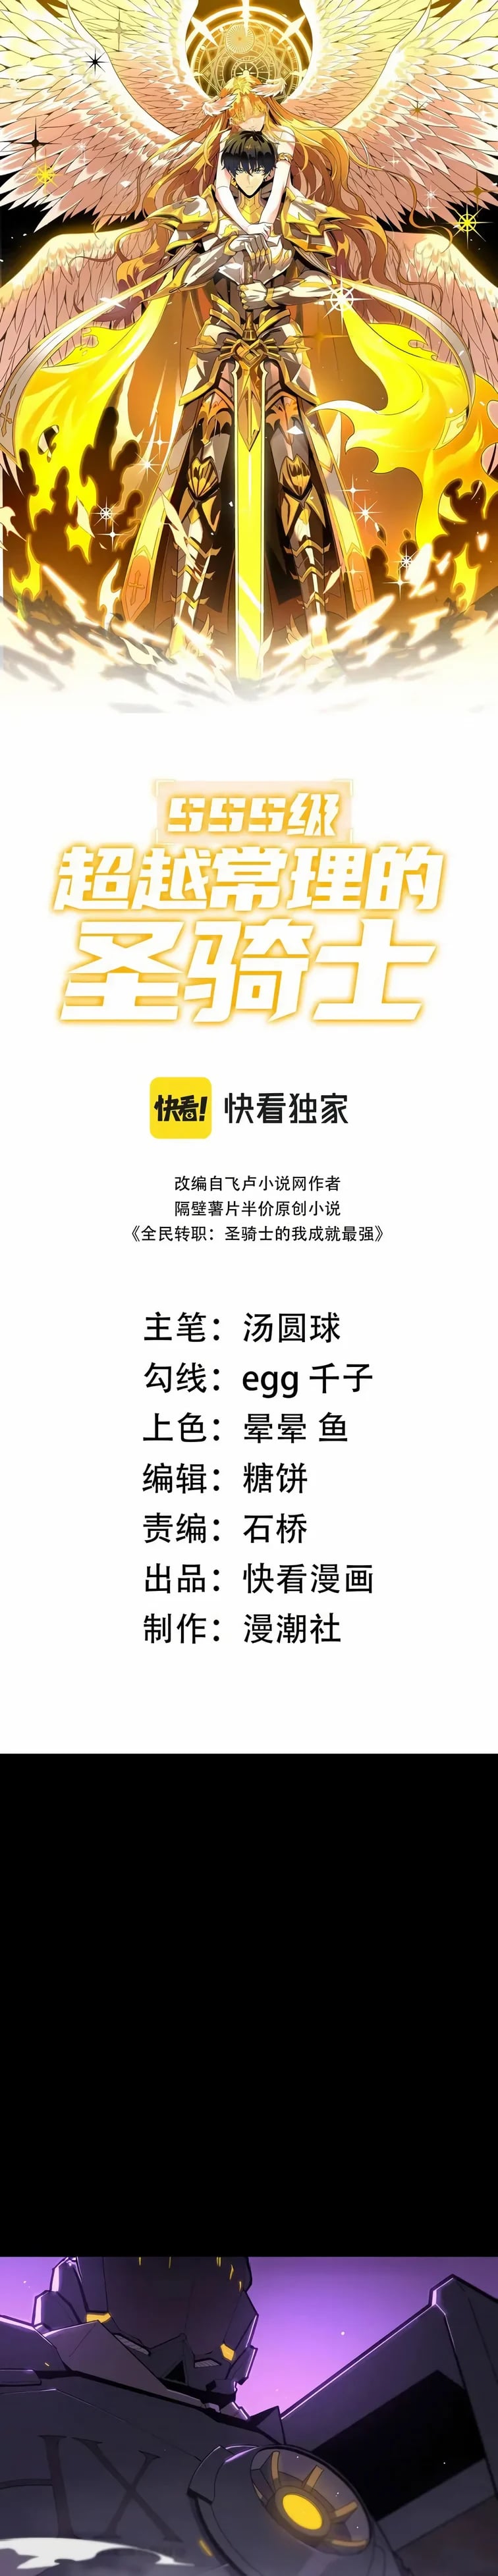 SSS级
超越常理的
圣骑士
快看! 快看独家
改编自飞卢小说网作者
隔壁薯片半价原创小说
《全民转职：圣骑士的我成就最强》
主笔：汤圆球
勾线：egg 千子
上色：晕晕 鱼
编辑：糖饼
责编：石桥
出品：快看漫画
制作：漫潮社
IX